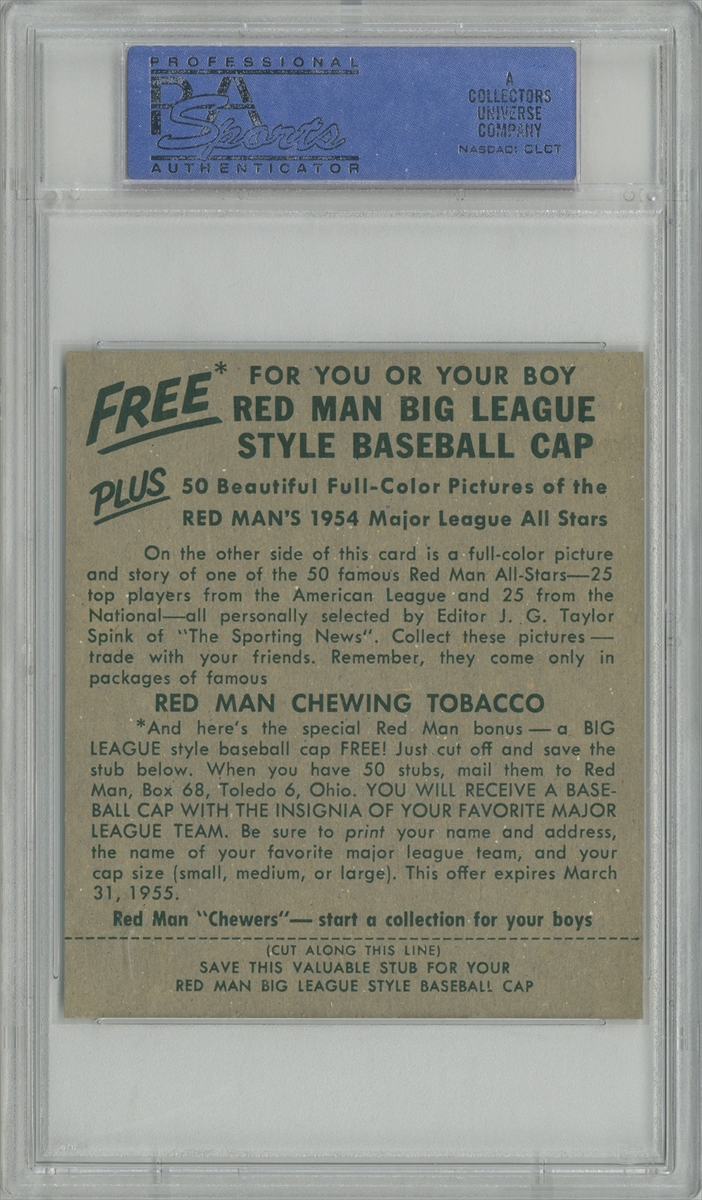 PROFESSIONAL
PSA
Sports
AUTHENTICATOR
A
COLLECTORS
UNIVERSE
COMPANY
NASDAQ: CLCT
FREE* FOR YOU OR YOUR BOY
RED MAN BIG LEAGUE
STYLE BASEBALL CAP
PLUS 50 Beautiful Full-Color Pictures of the
RED MAN'S 1954 Major League All Stars
On the other side of this card is a full-color picture
and story of one of the 50 famous Red Man All-Stars—25
top players from the American League and 25 from the
National—all personally selected by Editor J. G. Taylor
Spink of "The Sporting News". Collect these pictures—
trade with your friends. Remember, they come only in
packages of famous
RED MAN CHEWING TOBACCO
*And here's the special Red Man bonus—a BIG
LEAGUE style baseball cap FREE! Just cut off and save the
stub below. When you have 50 stubs, mail them to Red
Man, Box 68, Toledo 6, Ohio. YOU WILL RECEIVE A BASE-
BALL CAP WITH THE INSIGNIA OF YOUR FAVORITE MAJOR
LEAGUE TEAM. Be sure to print your name and address,
the name of your favorite major league team, and your
cap size (small, medium, or large). This offer expires March
31, 1955.
Red Man "Chewers"—start a collection for your boys
(CUT ALONG THIS LINE)
SAVE THIS VALUABLE STUB FOR YOUR
RED MAN BIG LEAGUE STYLE BASEBALL CAP